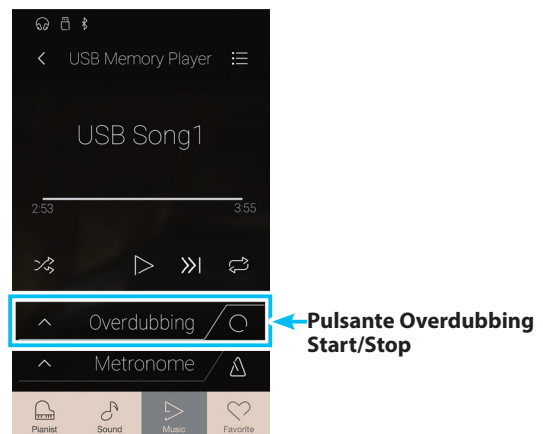 USB Memory Player
USB Song1
2:53 3:55
Overdubbing
Metronome
Pulsante Overdubbing
Start/Stop
Pianist Sound Music Favorite